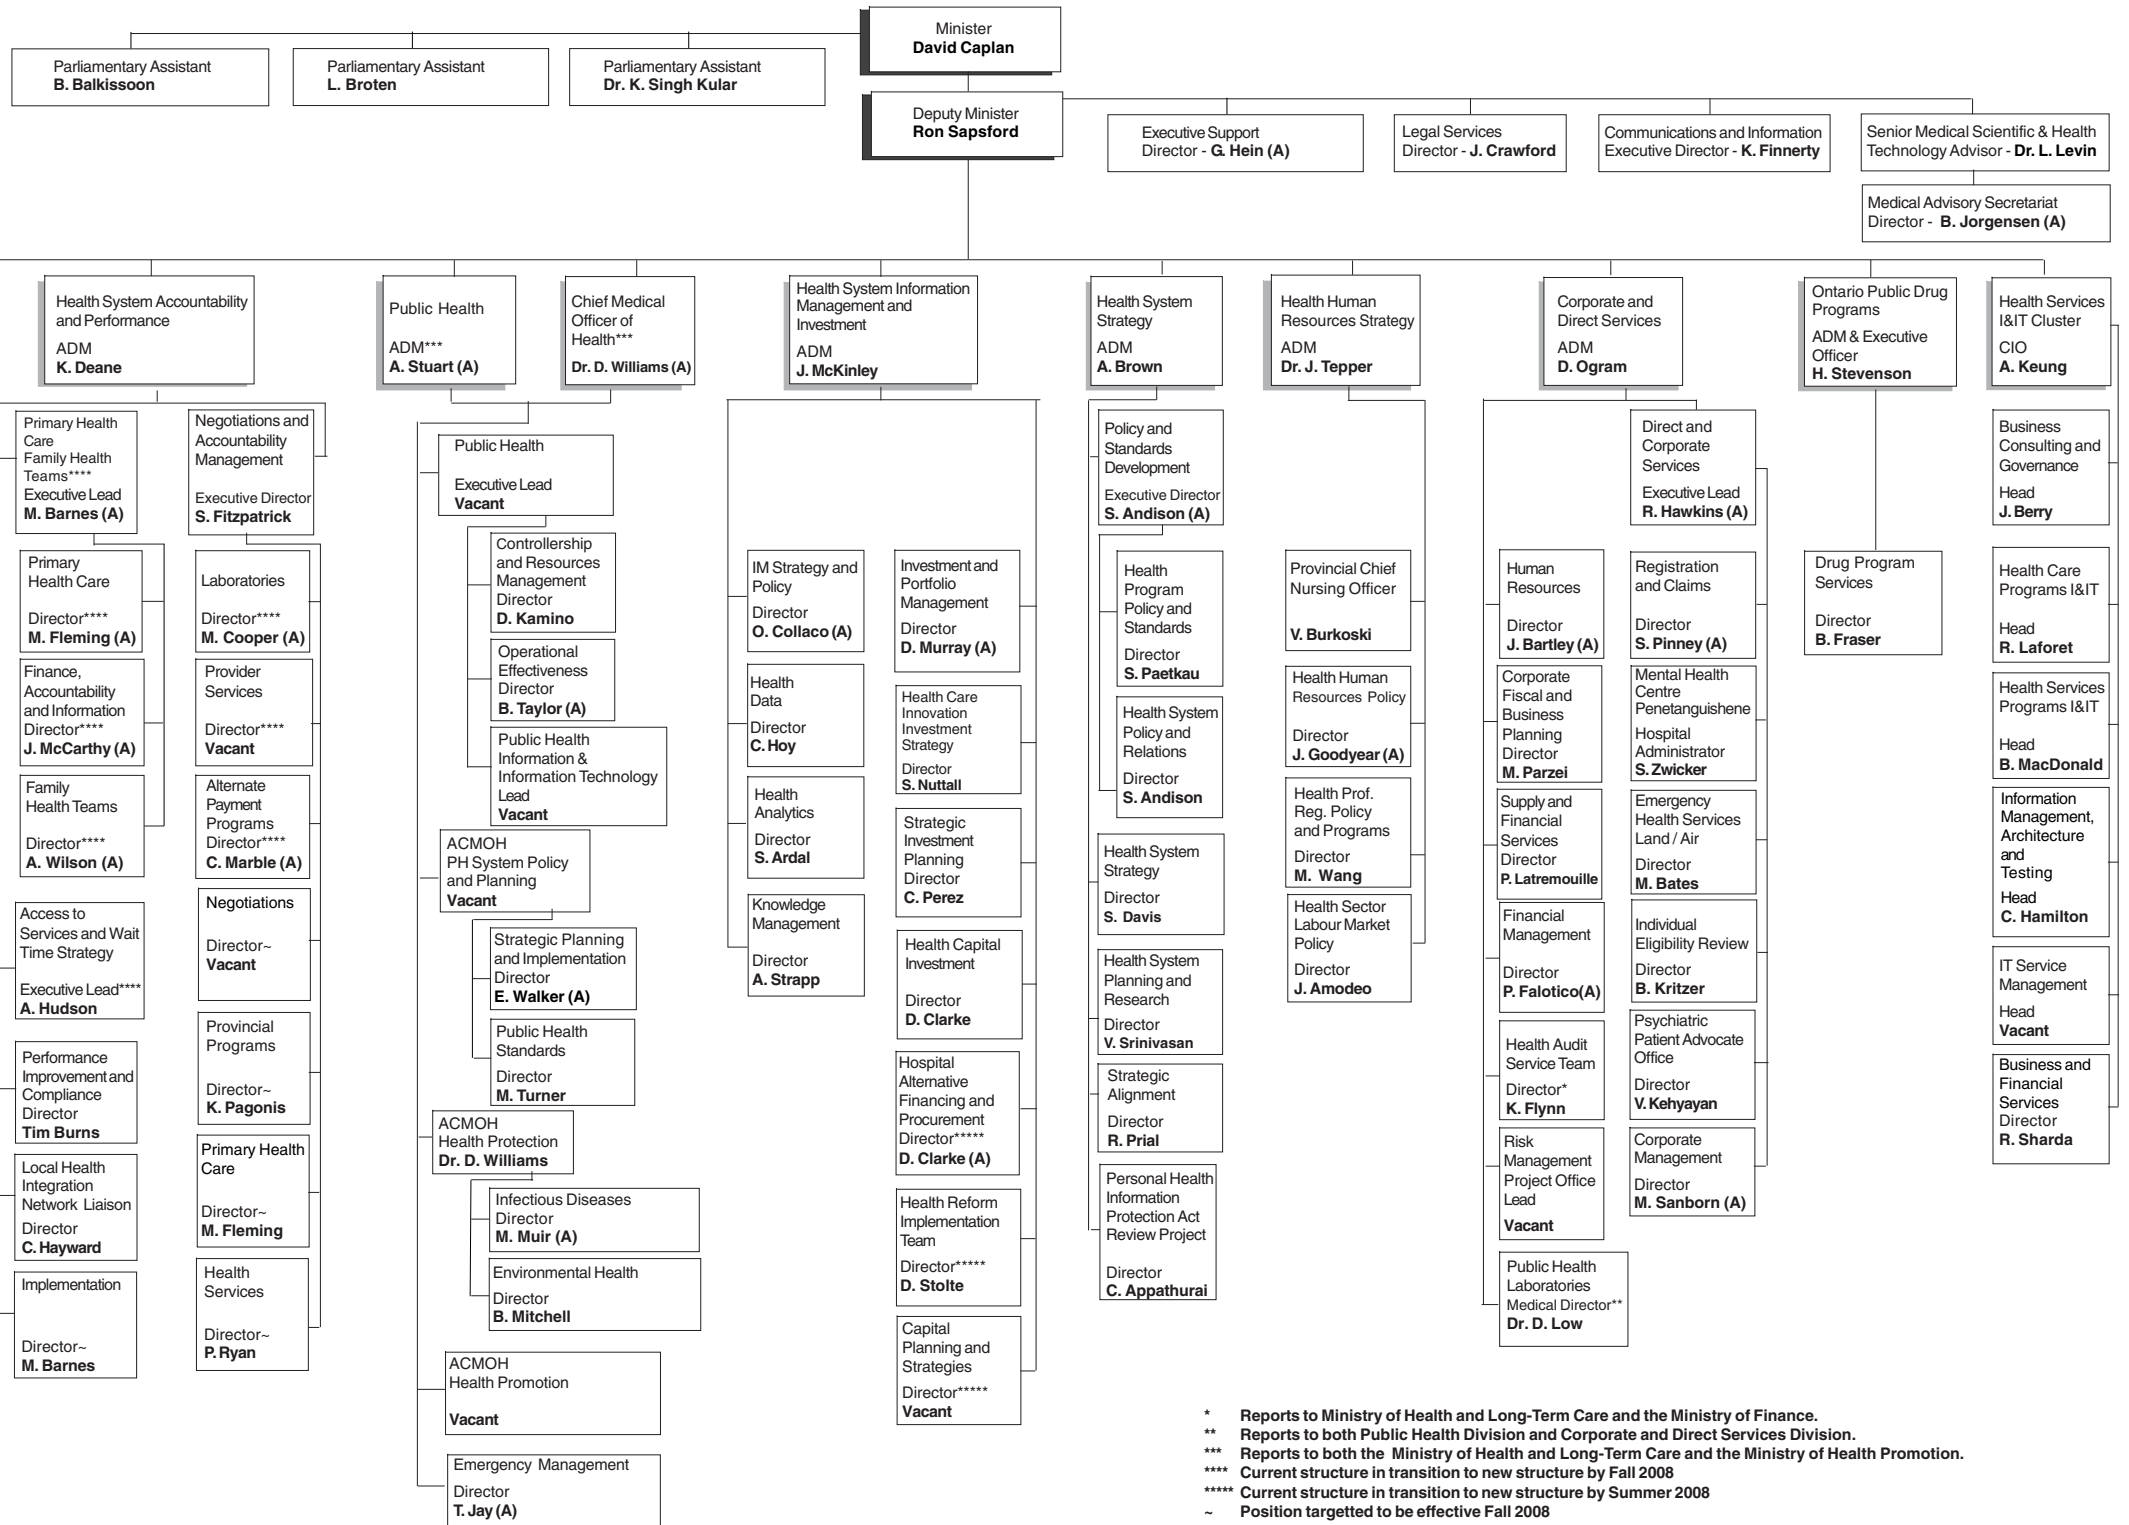 Minister
David Caplan
Parliamentary Assistant
B. Balkissoon
Parliamentary Assistant
L. Broten
Parliamentary Assistant
Dr. K. Singh Kular
Deputy Minister
Ron Sapsford
Executive Support
Director - G. Hein (A)
Legal Services
Director - J. Crawford
Communications and Information
Executive Director - K. Finnerty
Senior Medical Scientific & Health
Technology Advisor - Dr. L. Levin
Medical Advisory Secretariat
Director - B. Jorgensen (A)
Health System Accountability
and Performance
ADM
K. Deane
Public Health
ADM***
A. Stuart (A)
Chief Medical
Officer of
Health***
Dr. D. Williams (A)
Health System Information
Management and
Investment
ADM
J. McKinley
Health System
Strategy
ADM
A. Brown
Health Human
Resources Strategy
ADM
Dr. J. Tepper
Corporate and
Direct Services
ADM
D. Ogram
Ontario Public Drug
Programs
ADM & Executive
Officer
H. Stevenson
Health Services
I&IT Cluster
CIO
A. Keung
Primary Health
Care
Family Health
Teams****
Executive Lead
M. Barnes (A)
Primary
Health Care
Director****
M. Fleming (A)
Finance,
Accountability
and Information
Director****
J. McCarthy (A)
Family
Health Teams
Director****
A. Wilson (A)
Access to
Services and Wait
Time Strategy
Executive Lead****
A. Hudson
Performance
Improvement and
Compliance
Director
Tim Burns
Local Health
Integration
Network Liaison
Director
C. Hayward
Implementation
Director~
M. Barnes
Negotiations and
Accountability
Management
Executive Director
S. Fitzpatrick
Laboratories
Director****
M. Cooper (A)
Provider
Services
Director****
Vacant
Alternate
Payment
Programs
Director****
C. Marble (A)
Negotiations
Director~
Vacant
Provincial
Programs
Director~
K. Pagonis
Primary Health
Care
Director~
M. Fleming
Health
Services
Director~
P. Ryan
Public Health
Executive Lead
Vacant
Controllership
and Resources
Management
Director
D. Kamino
Operational
Effectiveness
Director
B. Taylor (A)
Public Health
Information &
Information Technology
Lead
Vacant
ACMOH
PH System Policy
and Planning
Vacant
Strategic Planning
and Implementation
Director
E. Walker (A)
Public Health
Standards
Director
M. Turner
ACMOH
Health Protection
Dr. D. Williams
Infectious Diseases
Director
M. Muir (A)
Environmental Health
Director
B. Mitchell
ACMOH
Health Promotion
Vacant
Emergency Management
Director
T. Jay (A)
IM Strategy and
Policy
Director
O. Collaco (A)
Health
Data
Director
C. Hoy
Health
Analytics
Director
S. Ardal
Knowledge
Management
Director
A. Strapp
Investment and
Portfolio
Management
Director
D. Murray (A)
Health Care
Innovation
Investment
Strategy
Director
S. Nuttall
Strategic
Investment
Planning
Director
C. Perez
Health Capital
Investment
Director
D. Clarke
Hospital
Alternative
Financing and
Procurement
Director*****
D. Clarke (A)
Health Reform
Implementation
Team
Director*****
D. Stolte
Capital
Planning and
Strategies
Director*****
Vacant
Policy and
Standards
Development
Executive Director
S. Andison (A)
Health
Program
Policy and
Standards
Director
S. Paetkau
Health System
Policy and
Relations
Director
S. Andison
Health System
Strategy
Director
S. Davis
Health System
Planning and
Research
Director
V. Srinivasan
Strategic
Alignment
Director
R. Prial
Personal Health
Information
Protection Act
Review Project
Director
C. Appathurai
Provincial Chief
Nursing Officer
V. Burkoski
Health Human
Resources Policy
Director
J. Goodyear (A)
Health Prof.
Reg. Policy
and Programs
Director
M. Wang
Health Sector
Labour Market
Policy
Director
J. Amodeo
Human
Resources
Director
J. Bartley (A)
Corporate
Fiscal and
Business
Planning
Director
M. Parzei
Supply and
Financial
Services
Director
P. Latremouille
Financial
Management
Director
P. Falotico(A)
Health Audit
Service Team
Director*
K. Flynn
Risk
Management
Project Office
Lead
Vacant
Public Health
Laboratories
Medical Director**
Dr. D. Low
Direct and
Corporate
Services
Executive Lead
R. Hawkins (A)
Registration
and Claims
Director
S. Pinney (A)
Mental Health
Centre
Penetanguishene
Hospital
Administrator
S. Zwicker
Emergency
Health Services
Land / Air
Director
M. Bates
Individual
Eligibility Review
Director
B. Kritzer
Psychiatric
Patient Advocate
Office
Director
V. Kehyayan
Corporate
Management
Director
M. Sanborn (A)
Drug Program
Services
Director
B. Fraser
Business
Consulting and
Governance
Head
J. Berry
Health Care
Programs I&IT
Head
R. Laforet
Health Services
Programs I&IT
Head
B. MacDonald
Information
Management,
Architecture
and
Testing
Head
C. Hamilton
IT Service
Management
Head
Vacant
Business and
Financial
Services
Director
R. Sharda
* Reports to Ministry of Health and Long-Term Care and the Ministry of Finance.
** Reports to both Public Health Division and Corporate and Direct Services Division.
*** Reports to both the Ministry of Health and Long-Term Care and the Ministry of Health Promotion.
**** Current structure in transition to new structure by Fall 2008
***** Current structure in transition to new structure by Summer 2008
~ Position targetted to be effective Fall 2008